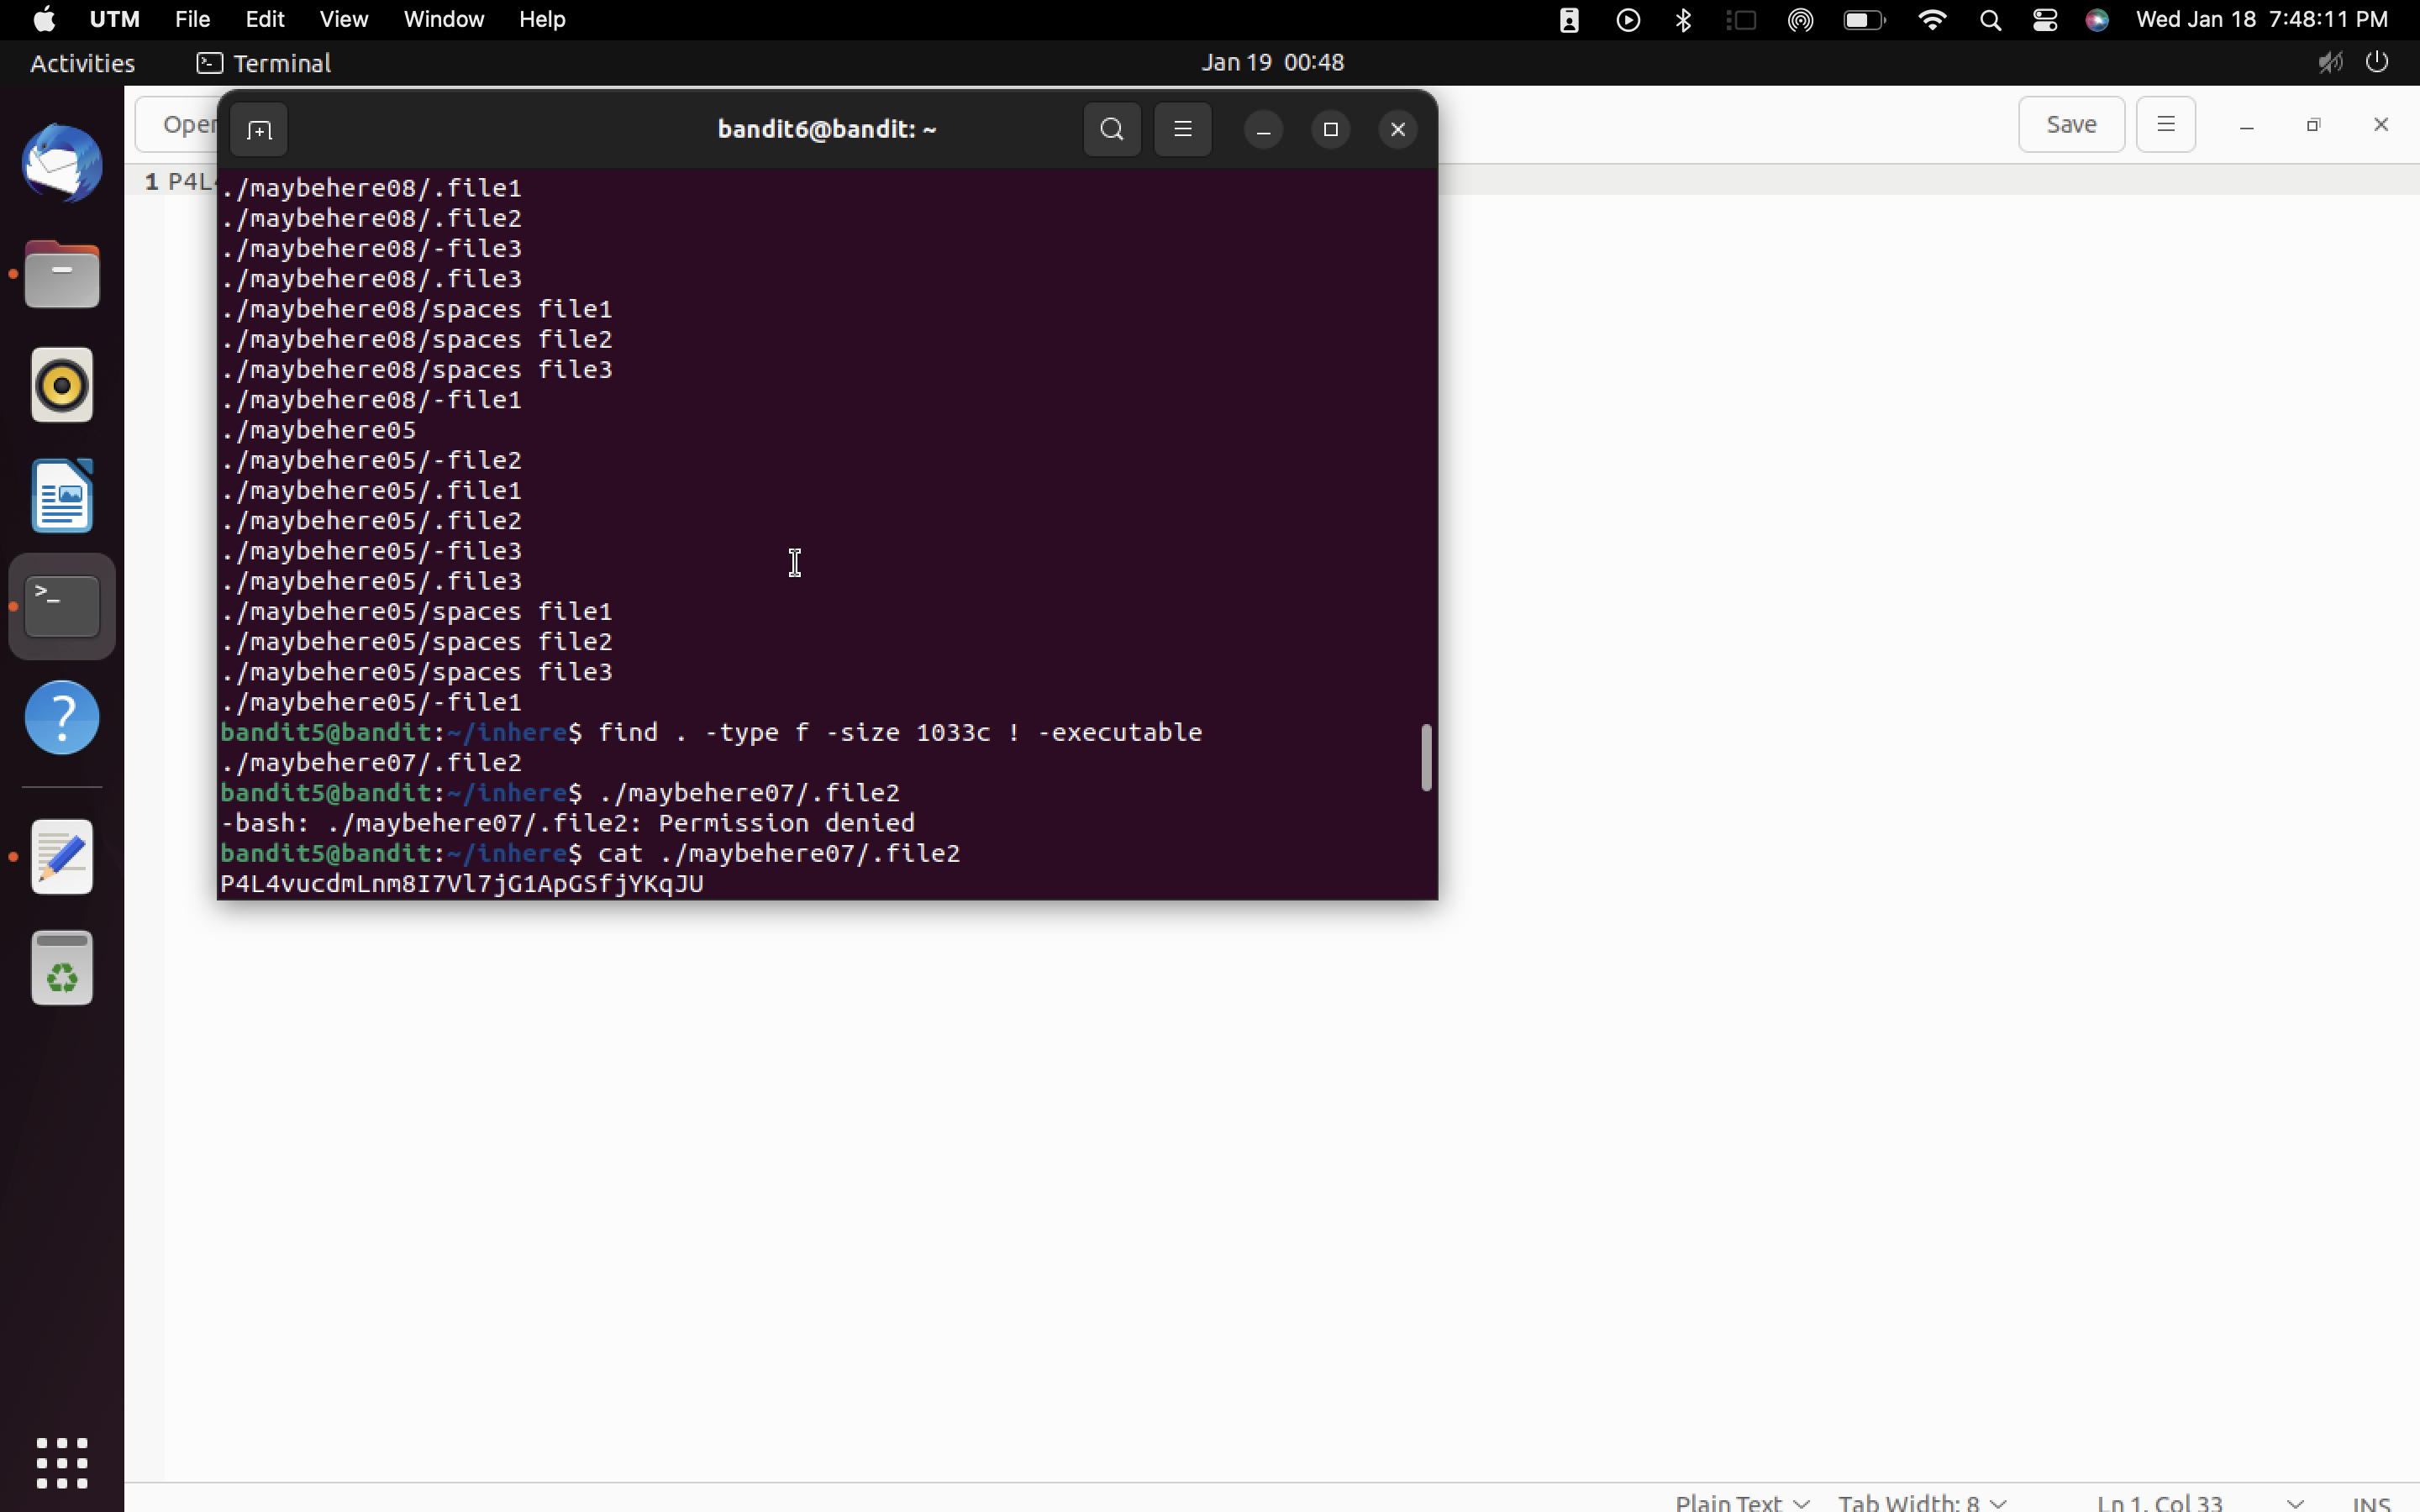 UTM File Edit View Window Help Wed Jan 18 7:48:11 PM
Activities Terminal Jan 19 00:48
bandit6@bandit: ~ Save
./maybehere08/.file1
./maybehere08/.file2
./maybehere08/-file3
./maybehere08/.file3
./maybehere08/spaces file1
./maybehere08/spaces file2
./maybehere08/spaces file3
./maybehere08/-file1
./maybehere05
./maybehere05/-file2
./maybehere05/.file1
./maybehere05/.file2
./maybehere05/-file3
./maybehere05/.file3
./maybehere05/spaces file1
./maybehere05/spaces file2
./maybehere05/spaces file3
./maybehere05/-file1
bandit5@bandit:~/inhere$ find . -type f -size 1033c ! -executable
./maybehere07/.file2
bandit5@bandit:~/inhere$ ./maybehere07/.file2
-bash: ./maybehere07/.file2: Permission denied
bandit5@bandit:~/inhere$ cat ./maybehere07/.file2
P4L4vucdmLnm8I7Vl7jG1ApGSfjYKqJU
Plain Text Tab Width: 8 Ln 1, Col 33 INS